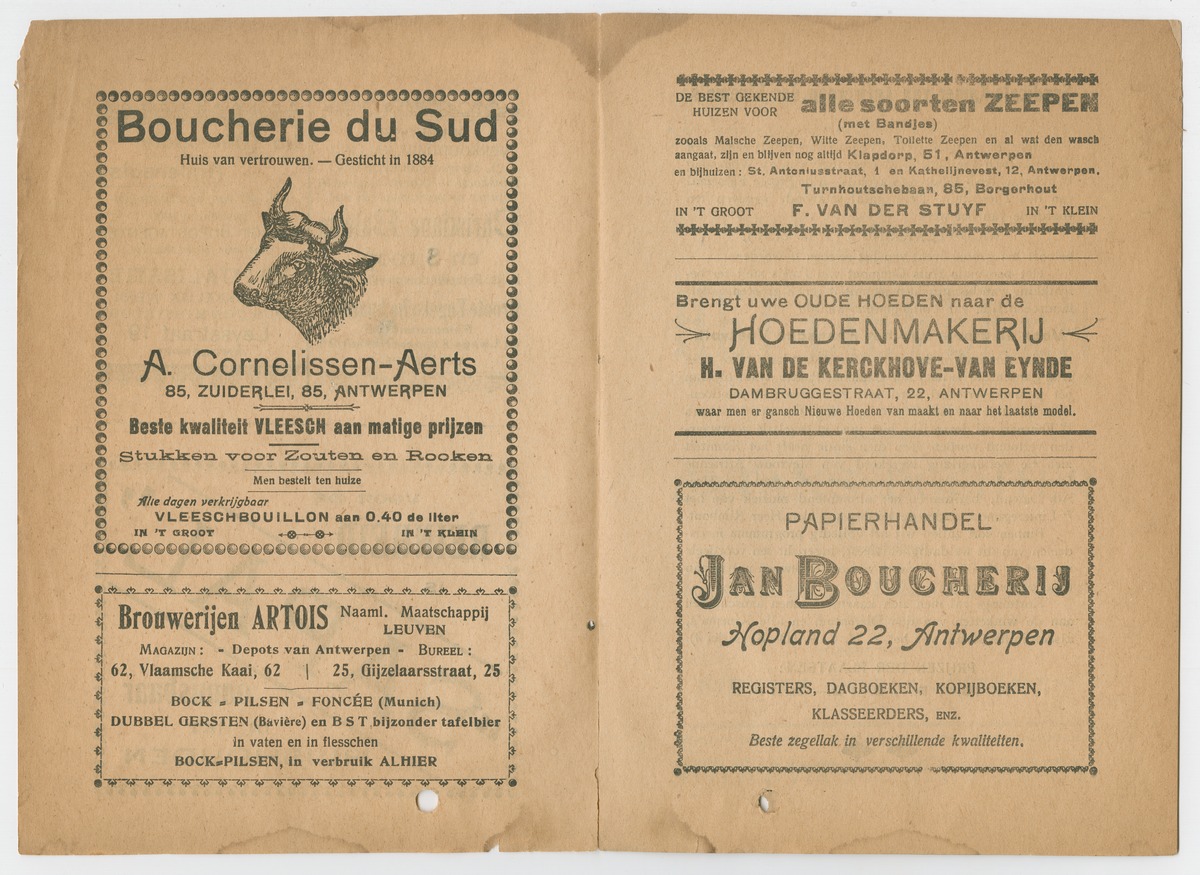 Boucherie du Sud
Huis van vertrouwen. — Gesticht in 1884
A. Cornelissen-Aerts
85, ZUIDERLEI, 85, ANTWERPEN
Beste kwaliteit VLEESCH aan matige prijzen
Stukken voor Zouten en Rooken
Men bestelt ten huize
Alle dagen verkrijgbaar
VLEESCHBOUILLON aan 0.40 de liter
IN 'T GROOT IN 'T KLEIN
Brouwerijen ARTOIS Naaml. Maatschappij
LEUVEN
MAGAZIJN : - Depots van Antwerpen - BUREEL :
62, Vlaamsche Kaai, 62 | 25, Gijzelaarsstraat, 25
BOCK = PILSEN = FONCÉE (Munich)
DUBBEL GERSTEN (Bavière) en B S T bijzonder tafelbier
in vaten en in flesschen
BOCK=PILSEN, in verbruik ALHIER
DE BEST GEKENDE
HUIZEN VOOR alle soorten ZEEPEN
(met Bandjes)
zooals Malsche Zeepen, Witte Zeepen, Toilette Zeepen en al wat den wasch
aangaat, zijn en blijven nog altijd Klapdorp, 51, Antwerpen
en bijhuizen : St. Antoniusstraat, 1 en Kathelijnevest, 12, Antwerpen.
Turnhoutschebaan, 85, Borgerhout
IN 'T GROOT F. VAN DER STUYF IN 'T KLEIN
Brengt uwe OUDE HOEDEN naar de
HOEDENMAKERIJ
H. VAN DE KERCKHOVE-VAN EYNDE
DAMBRUGGESTRAAT, 22, ANTWERPEN
waar men er gansch Nieuwe Hoeden van maakt en naar het laatste model.
PAPIERHANDEL
JAN BOUCHERIJ
Hopland 22, Antwerpen
REGISTERS, DAGBOEKEN, KOPIJBOEKEN,
KLASSEERDERS, ENZ.
Beste zegellak in verschillende kwaliteiten.